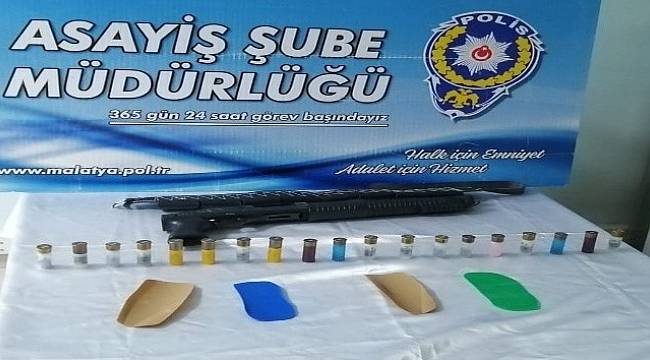 ASAYİŞ ŞUBE
POLİS
MÜDÜRLÜĞÜ
365 gün 24 saat görev başındayız
Halk için Emniyet
Adalet için Hizmet
www.malatya.pol.tr